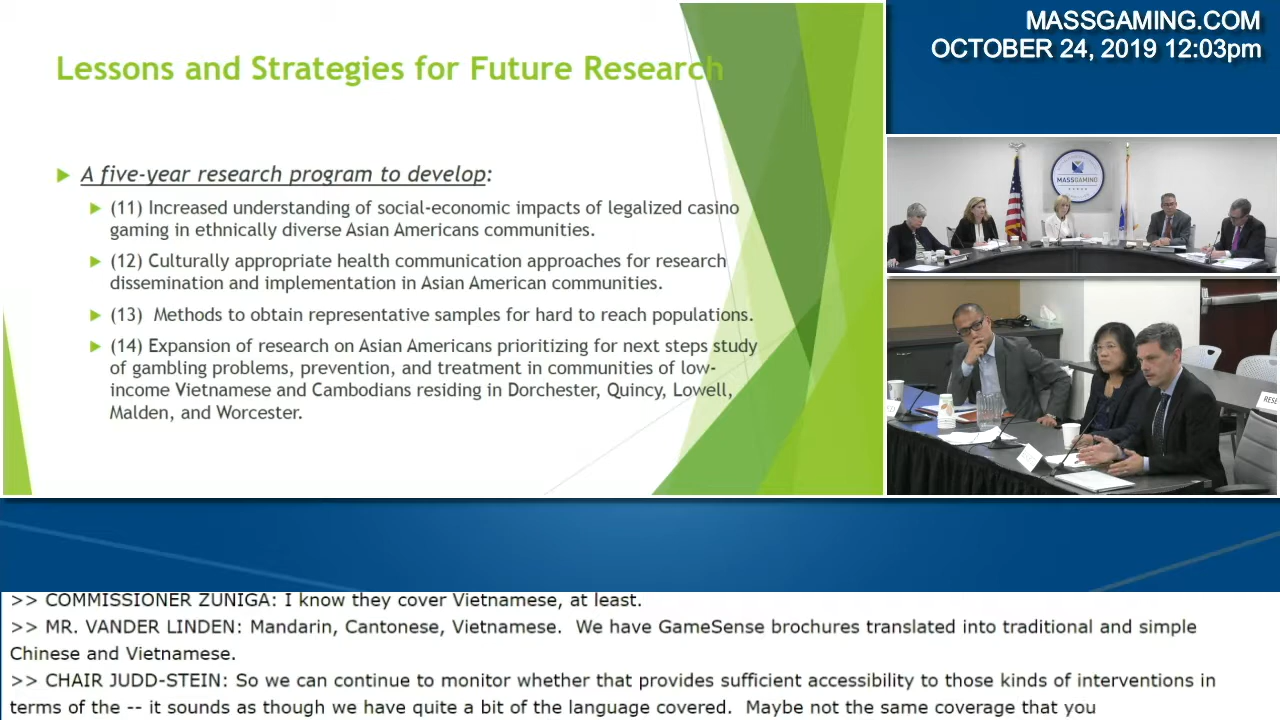 MASSGAMING.COM
OCTOBER 24, 2019 12:03pm
Lessons and Strategies for Future Research
A five-year research program to develop:
(11) Increased understanding of social-economic impacts of legalized casino
gaming in ethnically diverse Asian Americans communities.
(12) Culturally appropriate health communication approaches for research
dissemination and implementation in Asian American communities.
(13)  Methods to obtain representative samples for hard to reach populations.
(14) Expansion of research on Asian Americans prioritizing for next steps study
of gambling problems, prevention, and treatment in communities of low-
income Vietnamese and Cambodians residing in Dorchester, Quincy, Lowell,
Malden, and Worcester.
MASSGAMING
>> COMMISSIONER ZUNIGA: I know they cover Vietnamese, at least.
>> MR. VANDER LINDEN: Mandarin, Cantonese, Vietnamese.  We have GameSense brochures translated into traditional and simple
Chinese and Vietnamese.
>> CHAIR JUDD-STEIN: So we can continue to monitor whether that provides sufficient accessibility to those kinds of interventions in
terms of the -- it sounds as though we have quite a bit of the language covered.  Maybe not the same coverage that you